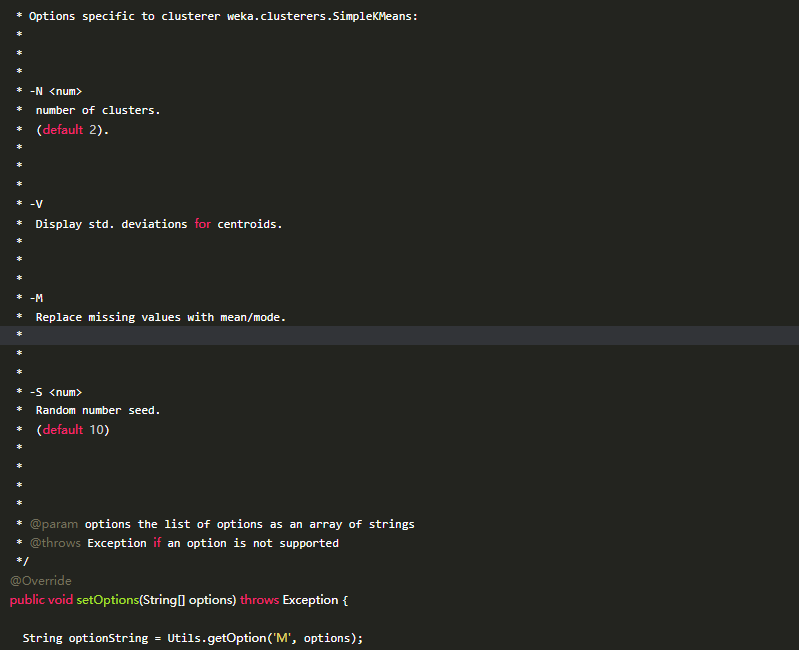 * Options specific to clusterer weka.clusterers.SimpleKMeans:
*
*
*
* -N <num>
*  number of clusters.
*  (default 2).
*
*
*
* -V
*  Display std. deviations for centroids.
*
*
*
* -M
*  Replace missing values with mean/mode.
*
*
*
* -S <num>
*  Random number seed.
*  (default 10)
*
*
*
*
* @param options the list of options as an array of strings
* @throws Exception if an option is not supported
*/
@Override
public void setOptions(String[] options) throws Exception {
String optionString = Utils.getOption('M', options);